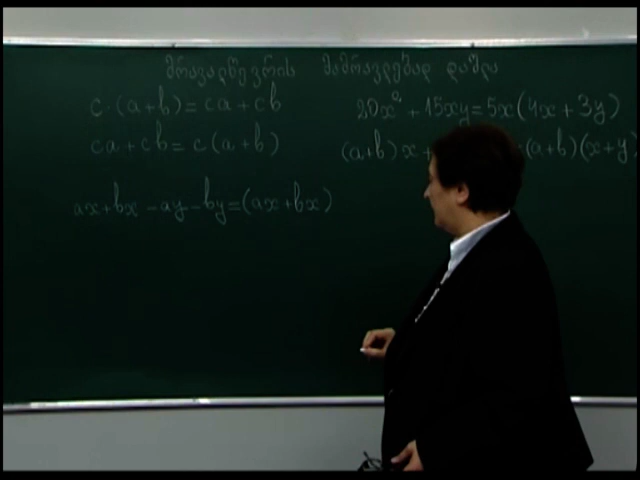 მრავალწევრის მამრავლებად დაშლა
c·(a+b)=ca+cb
ca+cb=c(a+b)
ax+bx-ay-by=(ax+bx)
20x²+15xy=5x(4x+3y)
(a+b)x (a+b)(x+y)